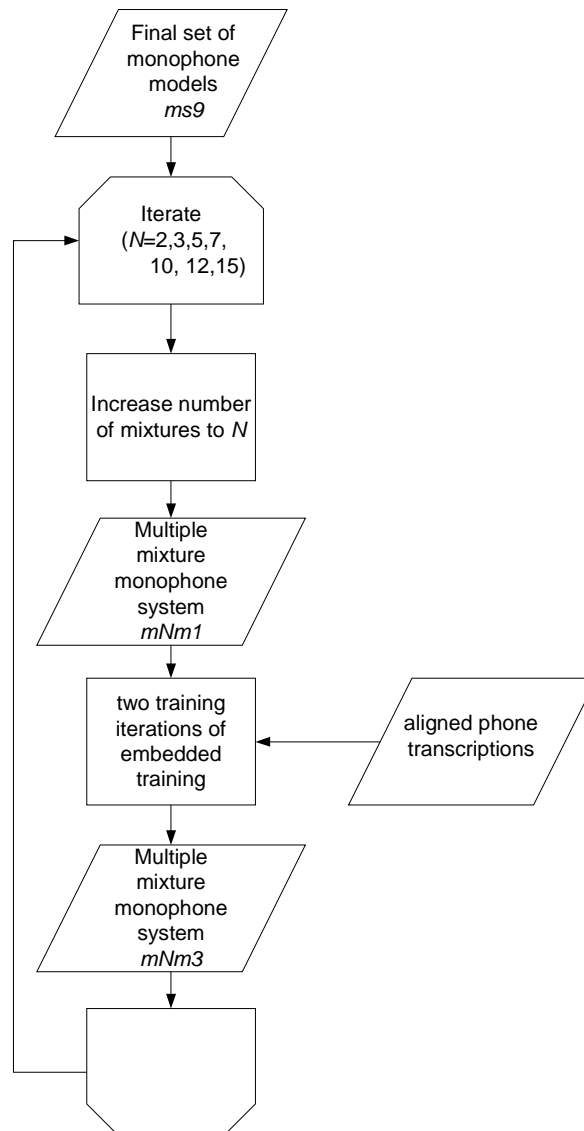 Final set of
monophone
models
ms9
Iterate
(N=2,3,5,7,
10, 12,15)
Increase number
of mixtures to N
Multiple
mixture
monophone
system
mNm1
two training
iterations of
embedded
training
aligned phone
transcriptions
Multiple
mixture
monophone
system
mNm3